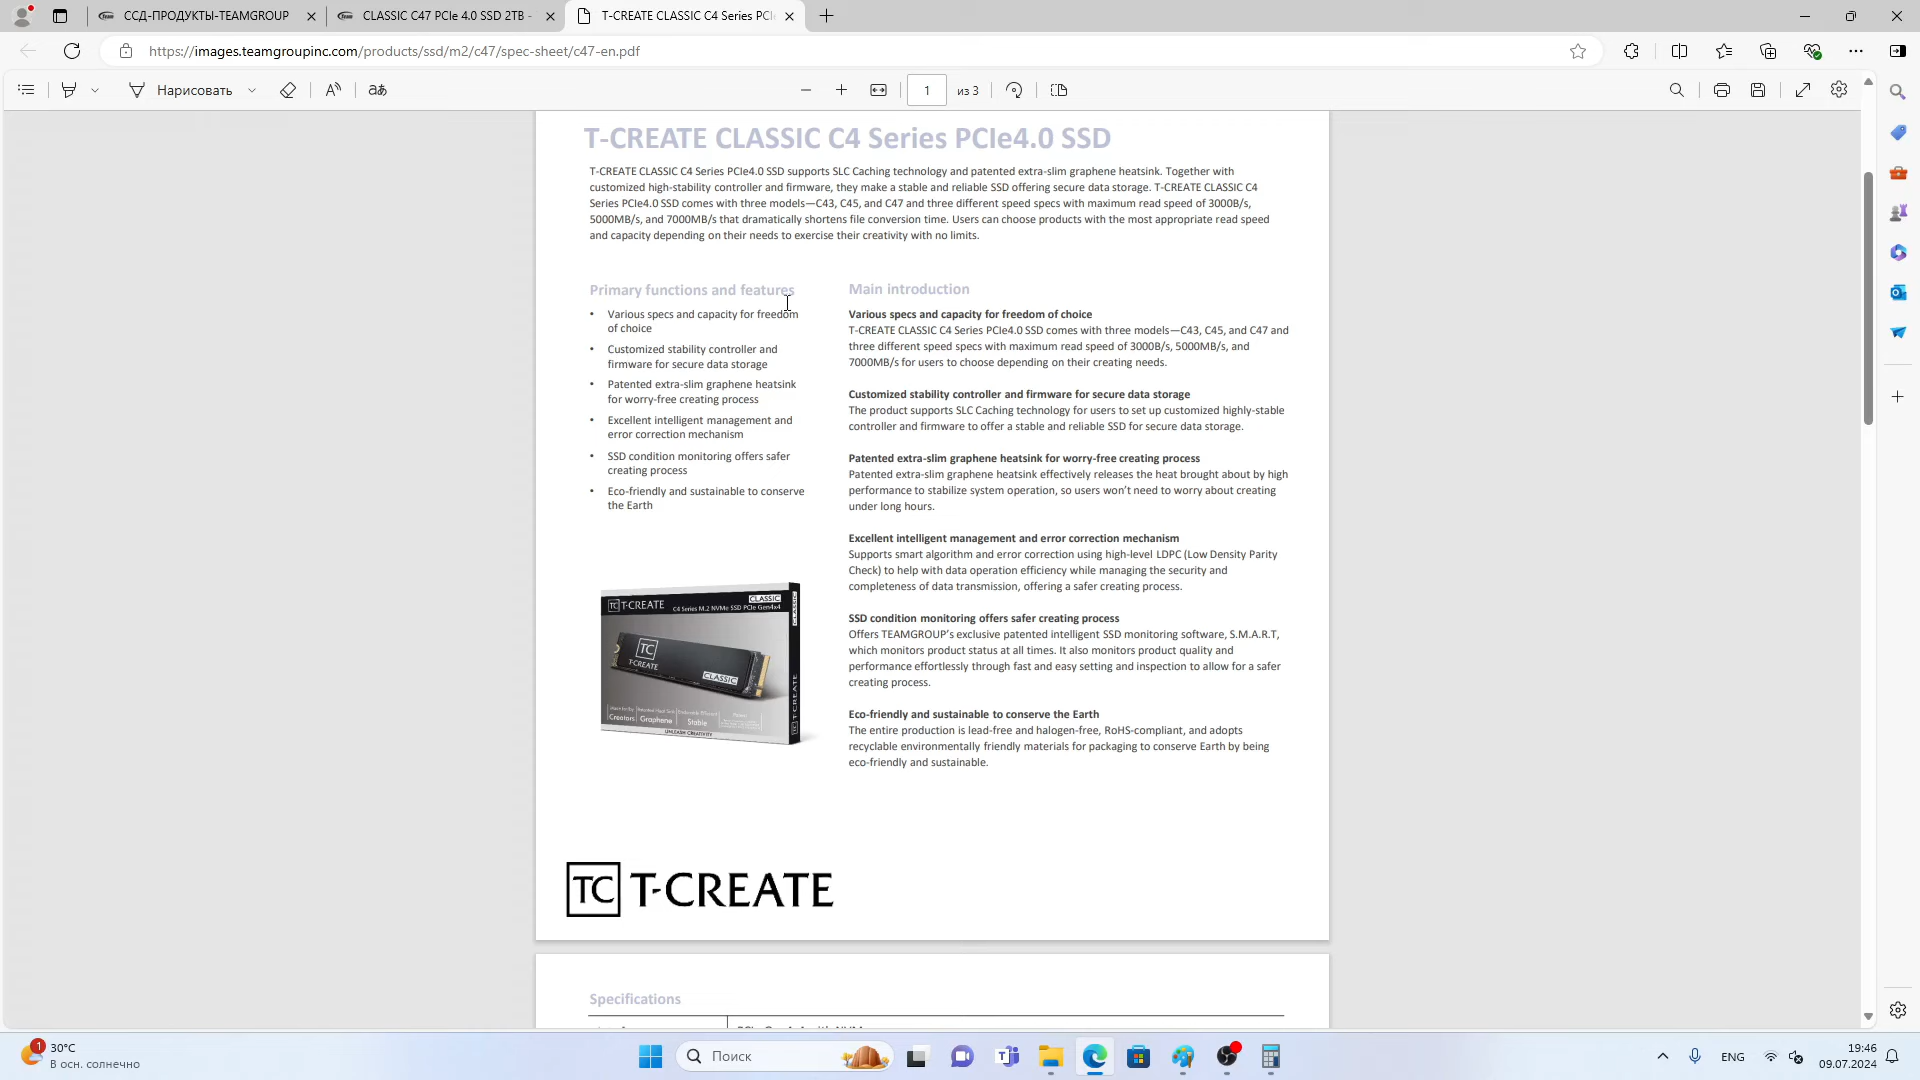 ССД-ПРОДУКТЫ-TEAMGROUP
CLASSIC C47 PCIe 4.0 SSD 2TB -
T-CREATE CLASSIC C4 Series PCIe
https://images.teamgroupinc.com/products/ssd/m2/c47/spec-sheet/c47-en.pdf
Нарисовать
1
из 3
T-CREATE CLASSIC C4 Series PCIe4.0 SSD
T-CREATE CLASSIC C4 Series PCIe4.0 SSD supports SLC Caching technology and patented extra-slim graphene heatsink. Together with
customized high-stability controller and firmware, they make a stable and reliable SSD offering secure data storage. T-CREATE CLASSIC C4
Series PCIe4.0 SSD comes with three models—C43, C45, and C47 and three different speed specs with maximum read speed of 3000B/s,
5000MB/s, and 7000MB/s that dramatically shortens file conversion time. Users can choose products with the most appropriate read speed
and capacity depending on their needs to exercise their creativity with no limits.
Primary functions and features
• Various specs and capacity for freedom
of choice
• Customized stability controller and
firmware for secure data storage
• Patented extra-slim graphene heatsink
for worry-free creating process
• Excellent intelligent management and
error correction mechanism
• SSD condition monitoring offers safer
creating process
• Eco-friendly and sustainable to conserve
the Earth
TC T-CREATE
CLASSIC
C4 Series M.2 NVMe SSD PCIe Gen4x4
CLASSIC
TC
T-CREATE
CLASSIC
Creators
Graphene
Stable
UNLEASH CREATIVITY
TC T-CREATE
Main introduction
Various specs and capacity for freedom of choice
T-CREATE CLASSIC C4 Series PCIe4.0 SSD comes with three models—C43, C45, and C47 and
three different speed specs with maximum read speed of 3000B/s, 5000MB/s, and
7000MB/s for users to choose depending on their creating needs.
Customized stability controller and firmware for secure data storage
The product supports SLC Caching technology for users to set up customized highly-stable
controller and firmware to offer a stable and reliable SSD for secure data storage.
Patented extra-slim graphene heatsink for worry-free creating process
Patented extra-slim graphene heatsink effectively releases the heat brought about by high
performance to stabilize system operation, so users won't need to worry about creating
under long hours.
Excellent intelligent management and error correction mechanism
Supports smart algorithm and error correction using high-level LDPC (Low Density Parity
Check) to help with data operation efficiency while managing the security and
completeness of data transmission, offering a safer creating process.
SSD condition monitoring offers safer creating process
Offers TEAMGROUP's exclusive patented intelligent SSD monitoring software, S.M.A.R.T,
which monitors product status at all times. It also monitors product quality and
performance effortlessly through fast and easy setting and inspection to allow for a safer
creating process.
Eco-friendly and sustainable to conserve the Earth
The entire production is lead-free and halogen-free, RoHS-compliant, and adopts
recyclable environmentally friendly materials for packaging to conserve Earth by being
eco-friendly and sustainable.
TC T-CREATE
Specifications
1
30°C
В осн. солнечно
Поиск
ENG
19:46
09.07.2024